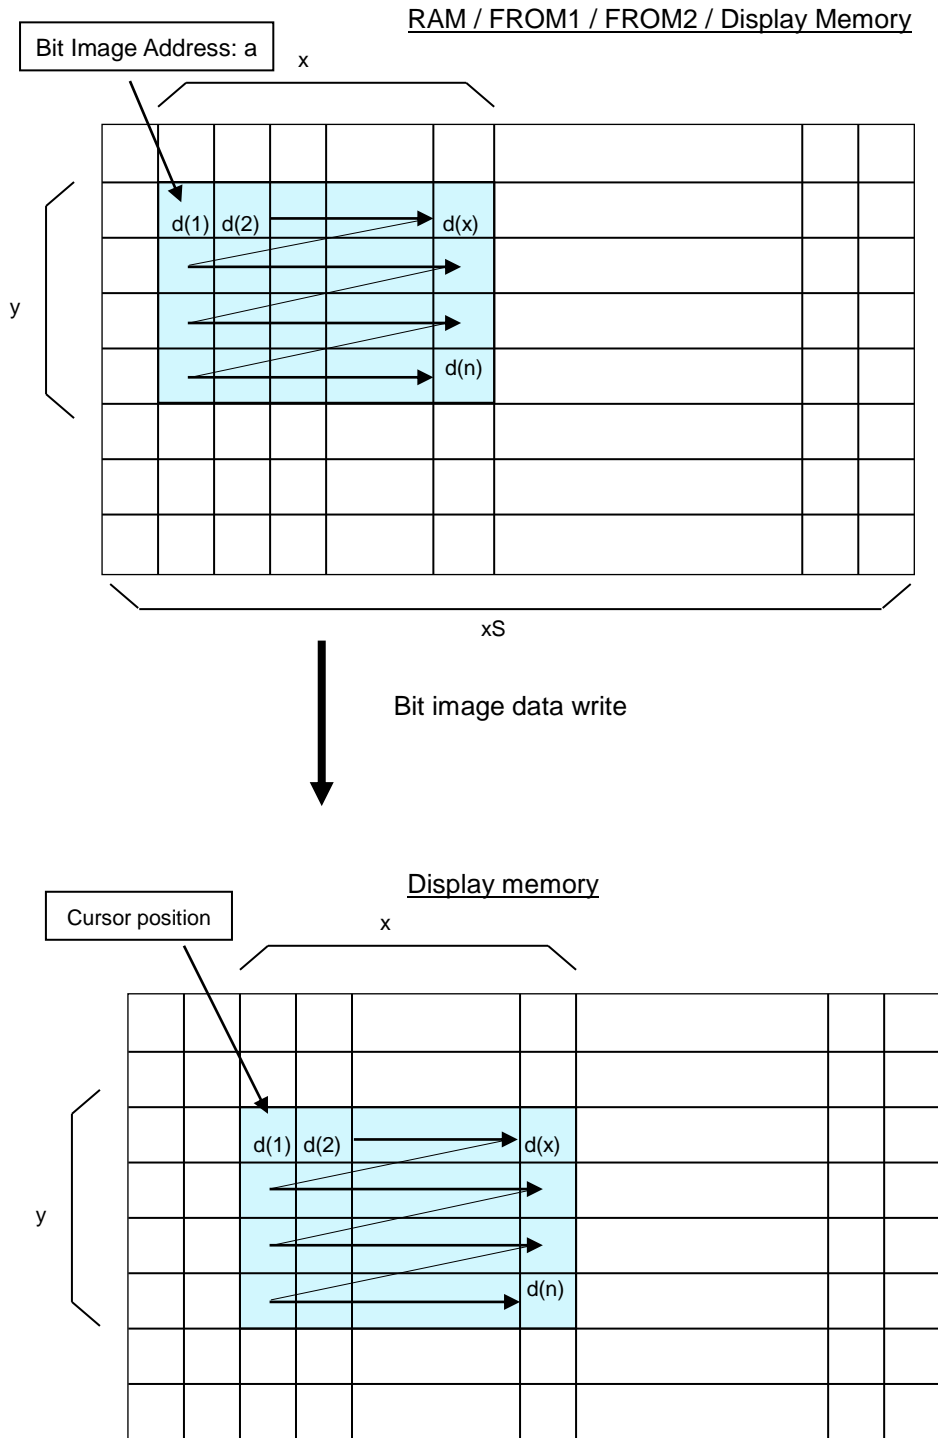 RAM / FROM1 / FROM2 / Display Memory
Bit Image Address: a
x
d(1) d(2) d(x)
y
d(n)
xS
Bit image data write
Display memory
Cursor position
x
d(1) d(2) d(x)
y
d(n)